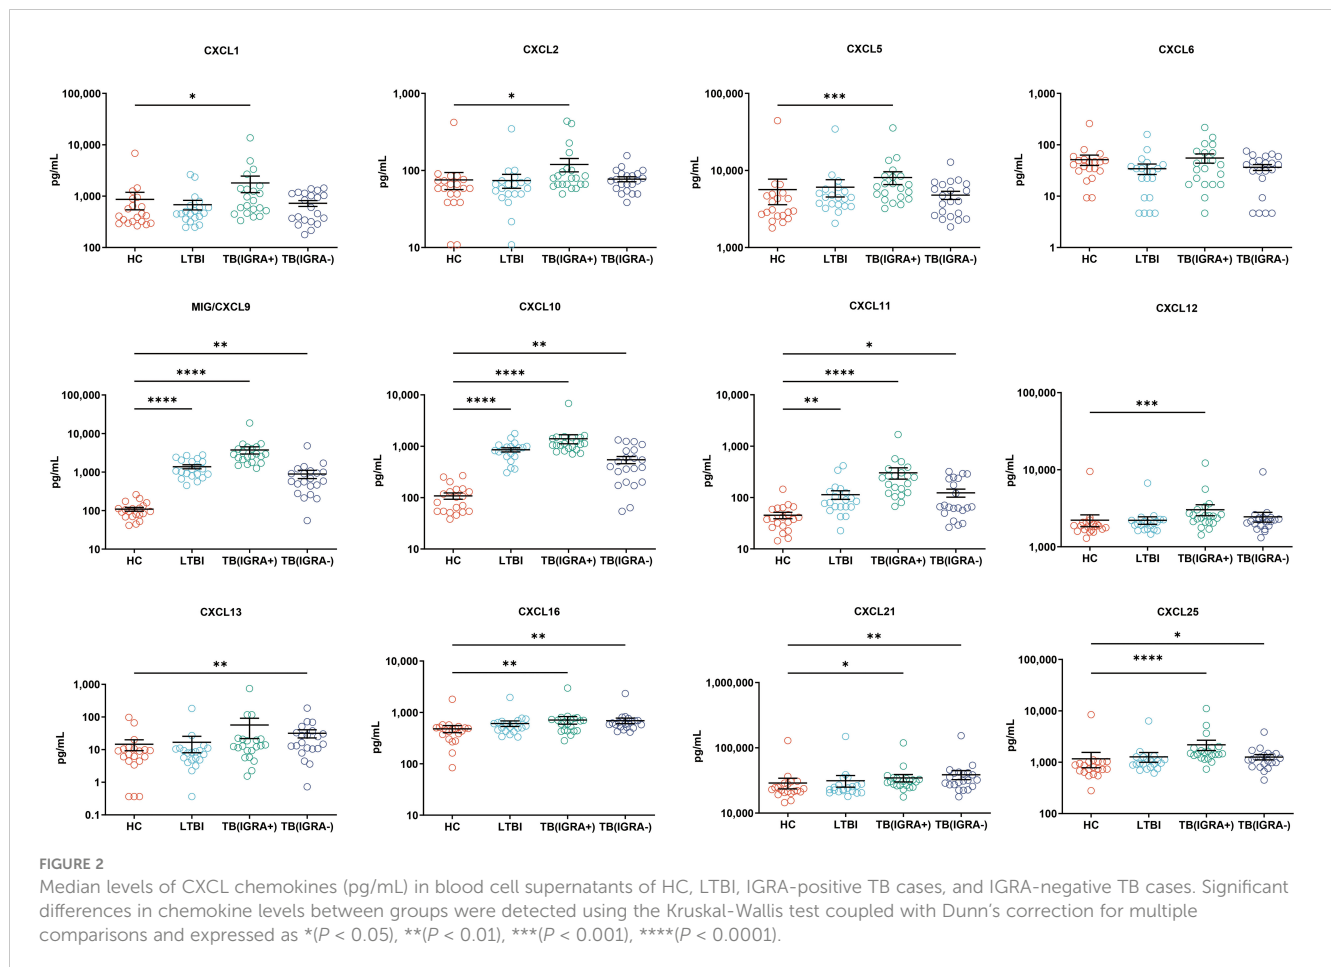 CXCL1
CXCL2
CXCL5
CXCL6
*
*
***
pg/mL
100,000
10,000
1,000
100
HC LTBI TB(IGRA+) TB(IGRA-)
pg/mL
1,000
100
10
HC LTBI TB(IGRA+) TB(IGRA-)
pg/mL
100,000
10,000
1,000
HC LTBI TB(IGRA+) TB(IGRA-)
pg/mL
1,000
100
10
1
HC LTBI TB(IGRA+) TB(IGRA-)
MIG/CXCL9
CXCL10
CXCL11
CXCL12
**
****
****
pg/mL
100,000
10,000
1,000
100
10
HC LTBI TB(IGRA+) TB(IGRA-)
**
****
****
pg/mL
10,000
1,000
100
10
HC LTBI TB(IGRA+) TB(IGRA-)
*
****
**
pg/mL
10,000
1,000
100
10
HC LTBI TB(IGRA+) TB(IGRA-)
***
pg/mL
100,000
10,000
1,000
HC LTBI TB(IGRA+) TB(IGRA-)
CXCL13
CXCL16
CXCL21
CXCL25
**
pg/mL
1,000
100
10
1
0.1
HC LTBI TB(IGRA+) TB(IGRA-)
**
**
pg/mL
10,000
1,000
100
10
HC LTBI TB(IGRA+) TB(IGRA-)
**
*
pg/mL
1,000,000
100,000
10,000
HC LTBI TB(IGRA+) TB(IGRA-)
*
****
pg/mL
100,000
10,000
1,000
100
HC LTBI TB(IGRA+) TB(IGRA-)
FIGURE 2
Median levels of CXCL chemokines (pg/mL) in blood cell supernatants of HC, LTBI, IGRA-positive TB cases, and IGRA-negative TB cases. Significant
differences in chemokine levels between groups were detected using the Kruskal-Wallis test coupled with Dunn’s correction for multiple
comparisons and expressed as *(P < 0.05), **(P < 0.01), ***(P < 0.001), ****(P < 0.0001).